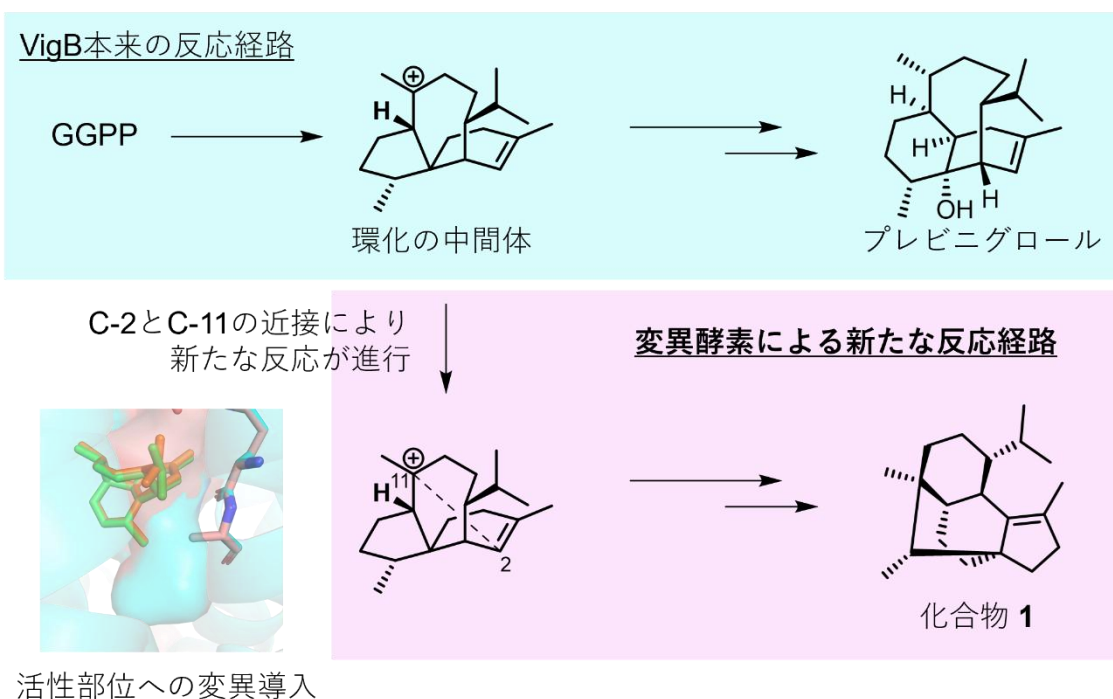 VigB本来の反応経路
GGPP
H
環化の中間体
H
H
OH
H
プレビニグロール
C-2とC-11の近接により
新たな反応が進行
変異酵素による新たな反応経路
11
H
2
化合物 1
活性部位への変異導入